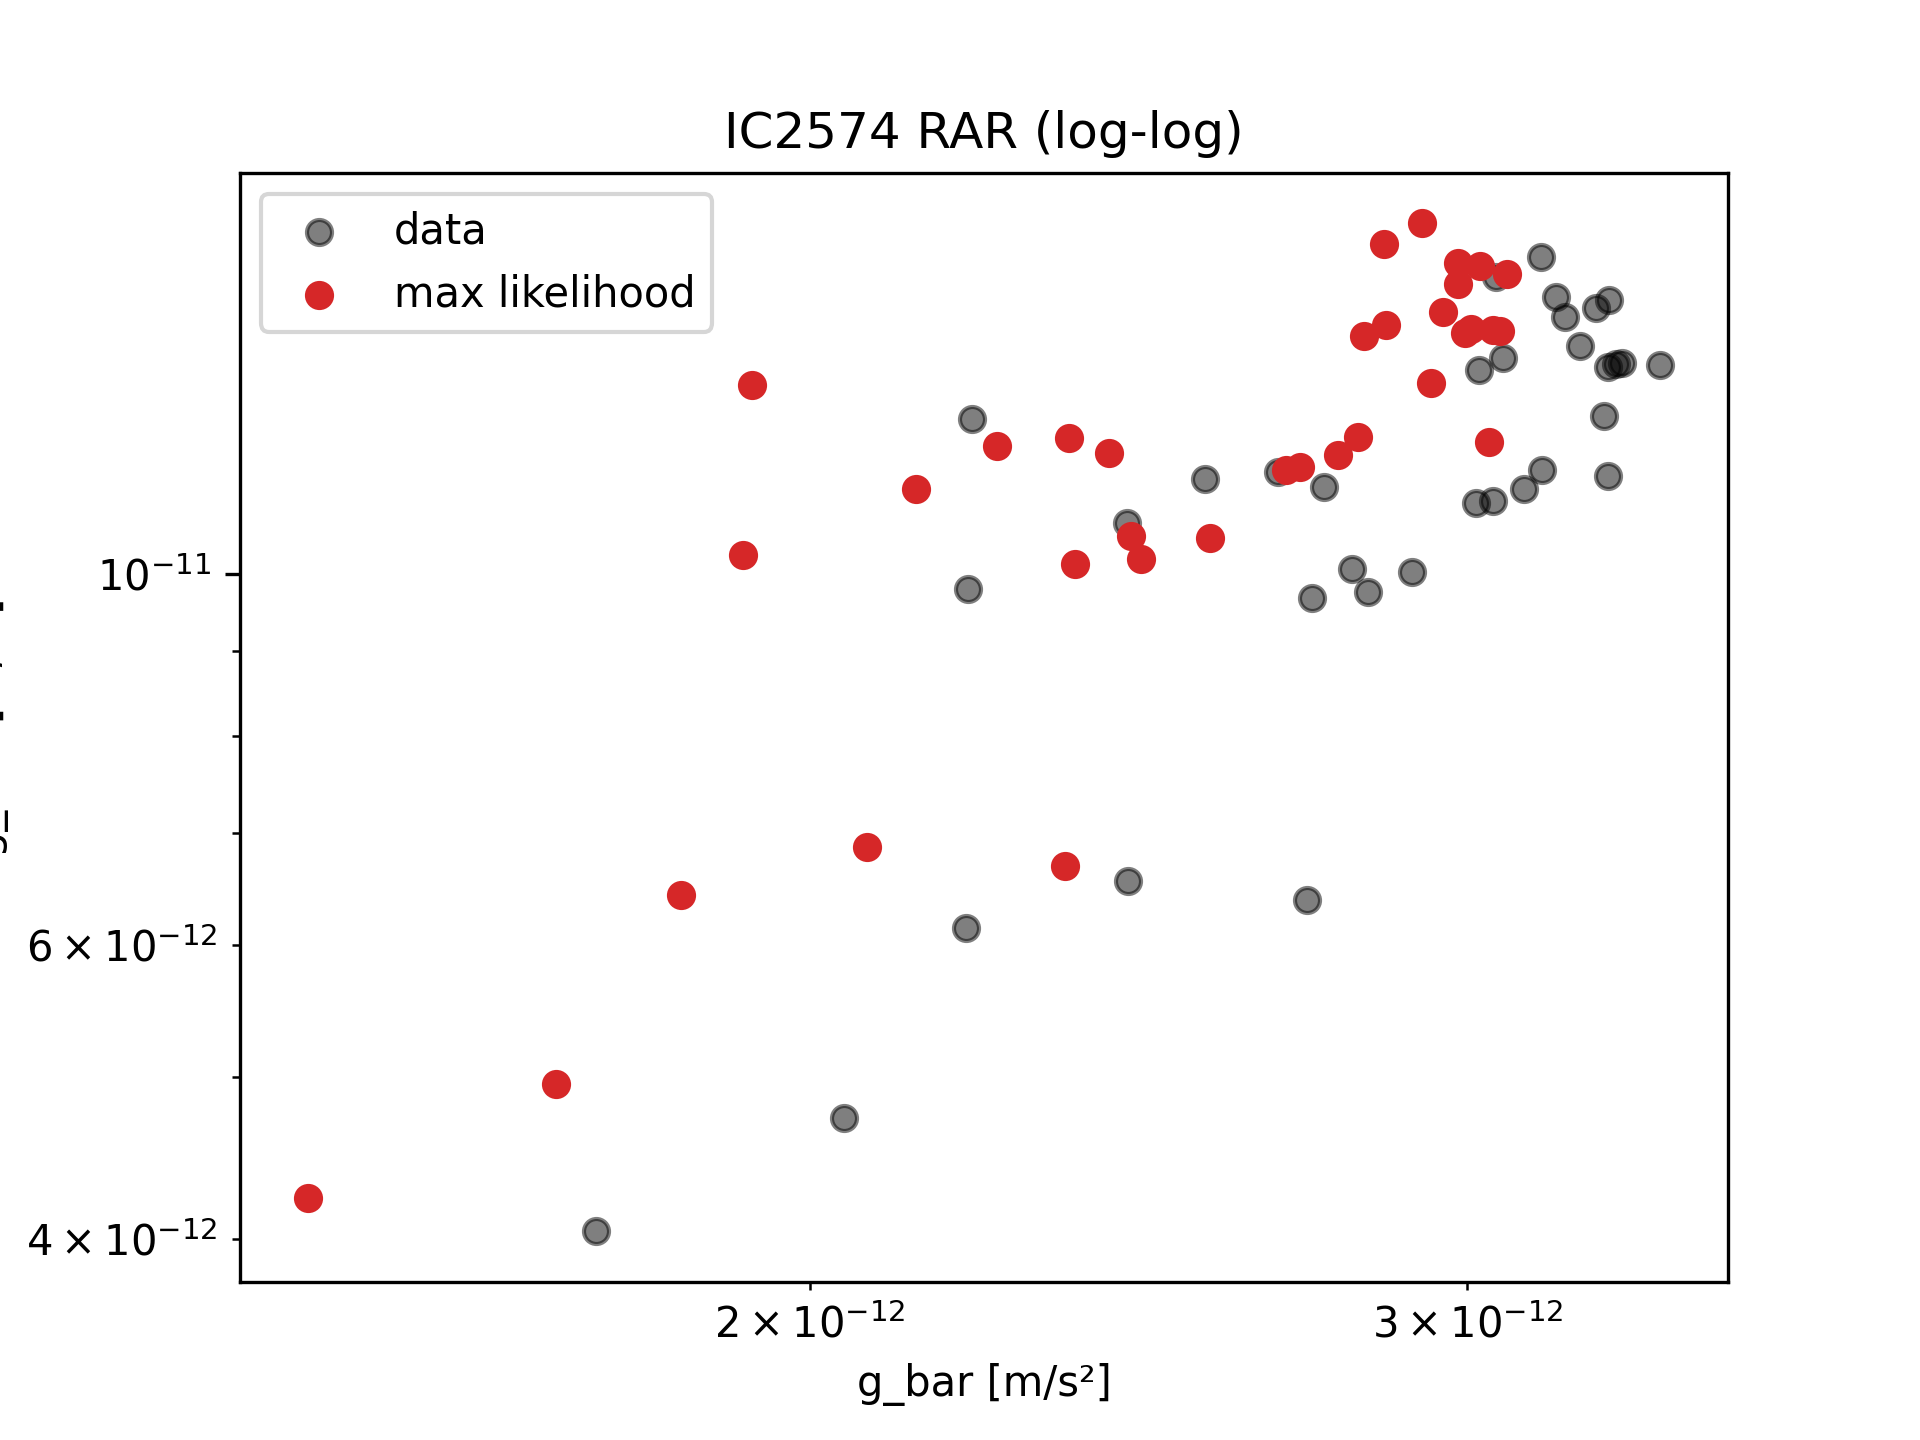 IC2574 RAR (log-log)
data
max likelihood
10⁻¹¹
6 × 10⁻¹²
4 × 10⁻¹²
2 × 10⁻¹²
3 × 10⁻¹²
g_bar [m/s²]